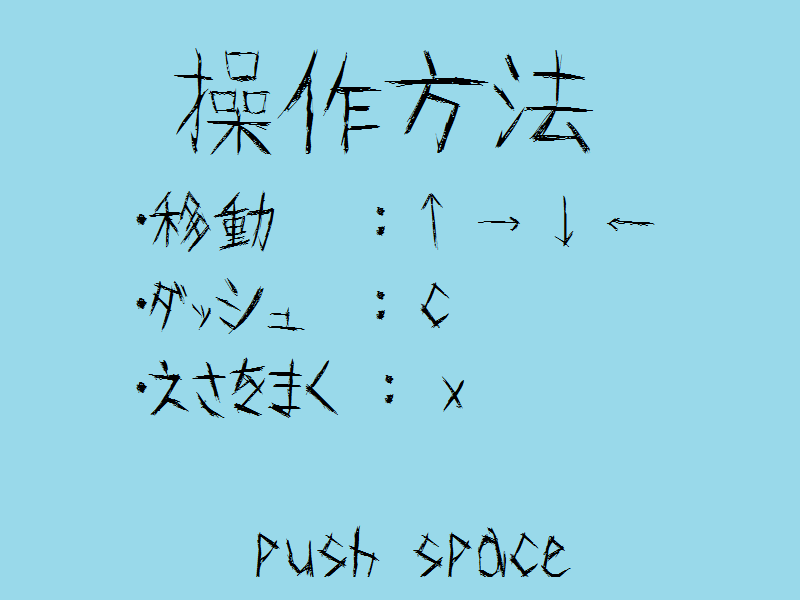 操作方法
・移動 : ↑ → ↓ ←
・ダッシュ : c
・えさをまく : x
push space